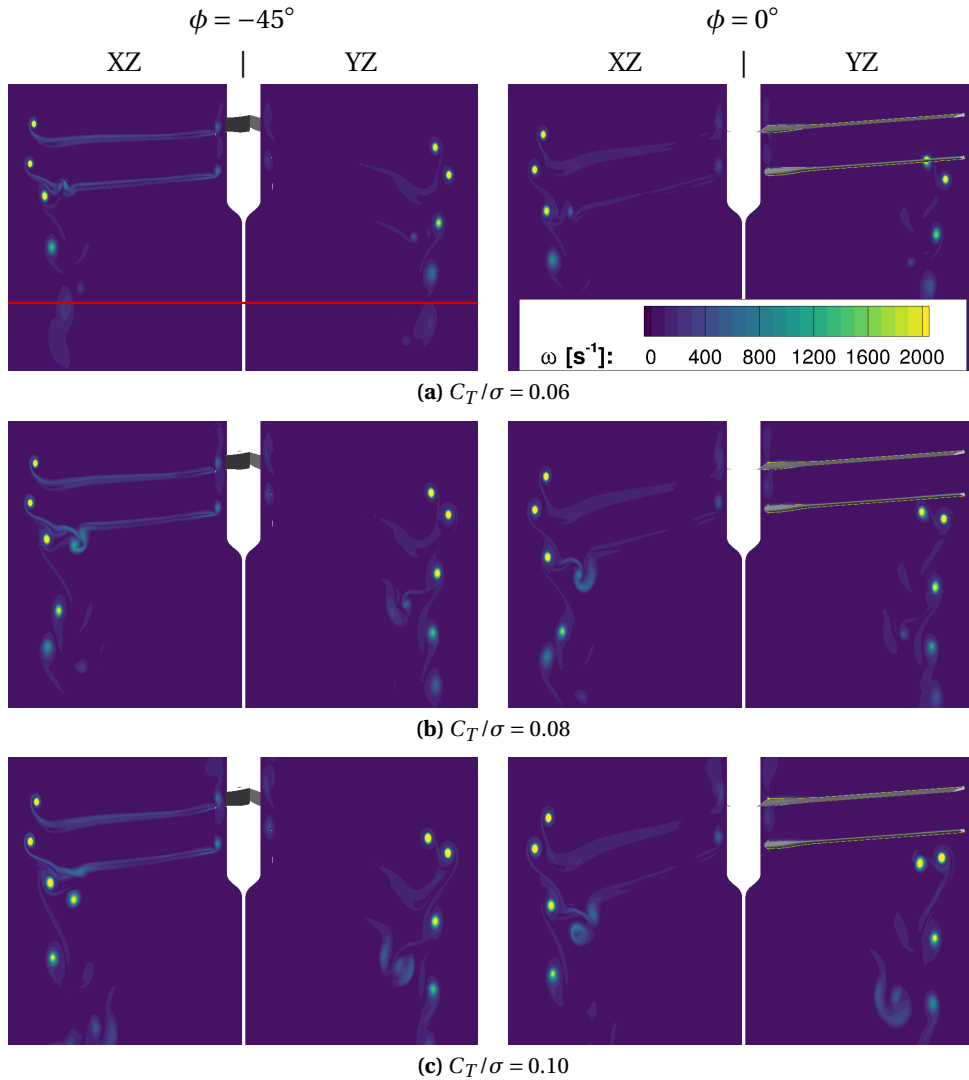 ϕ = −45° ϕ = 0°
XZ | YZ XZ | YZ
ω [s⁻¹]: 0 400 800 1200 1600 2000
(a) C_T/σ = 0.06
(b) C_T/σ = 0.08
(c) C_T/σ = 0.10